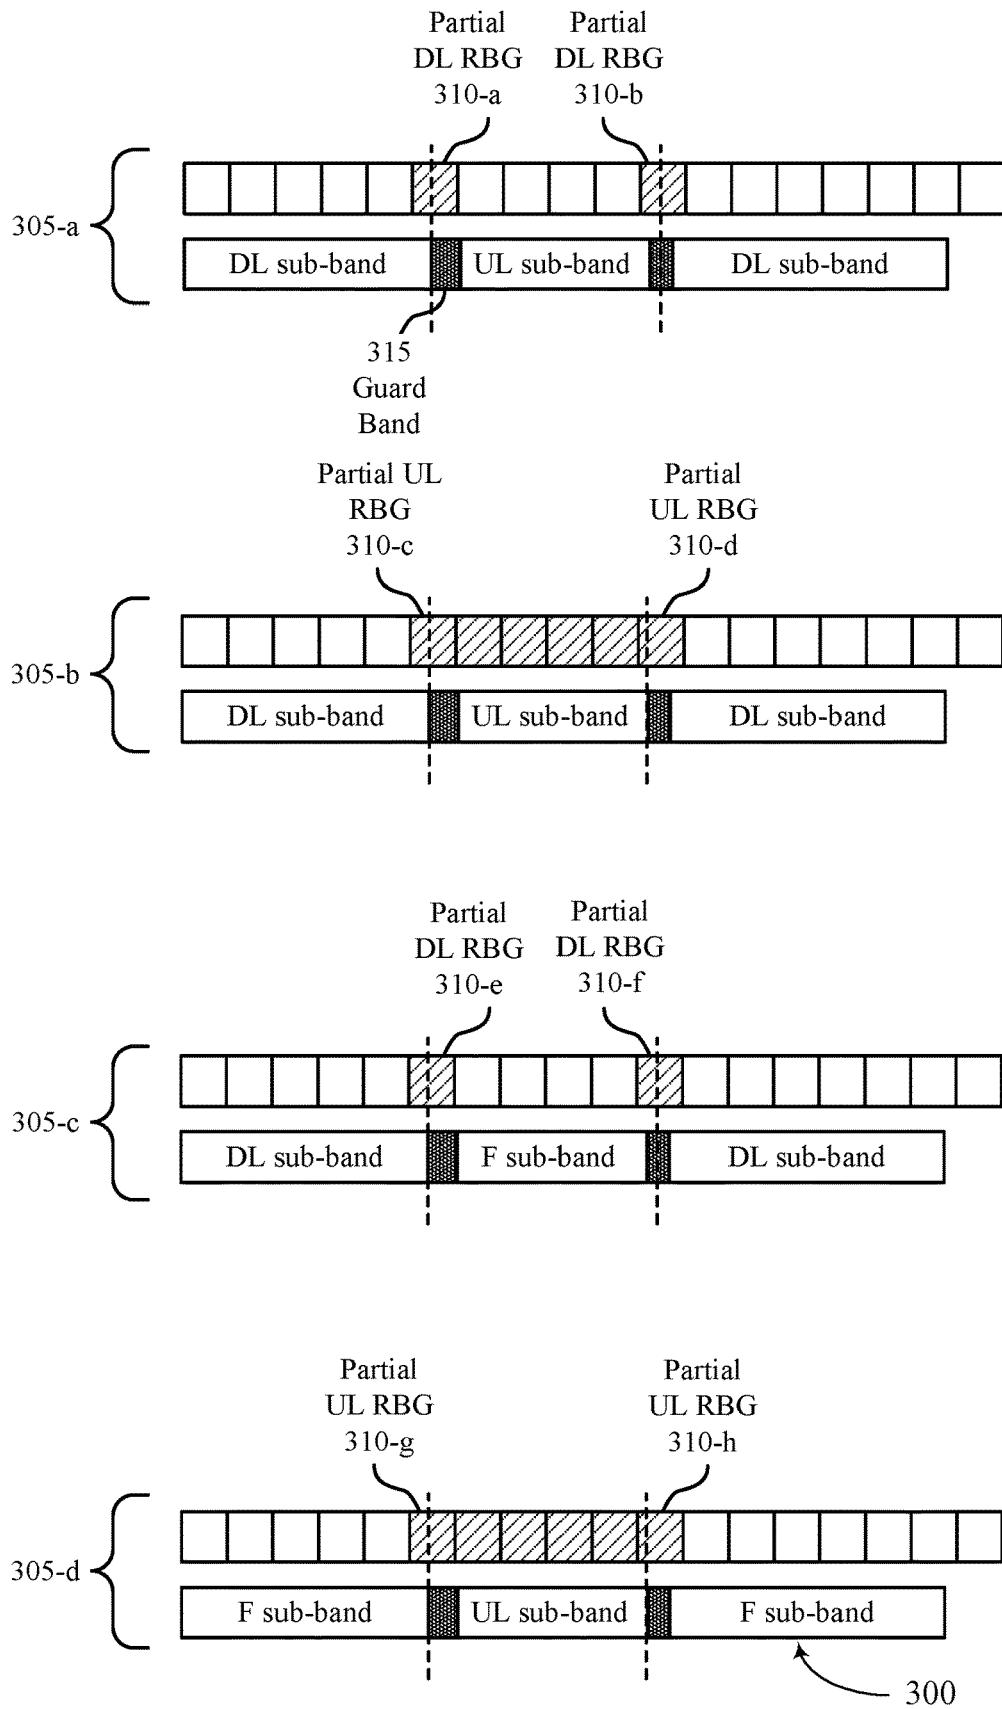 Partial
DL RBG
310-a
Partial
DL RBG
310-b
305-a
DL sub-band
UL sub-band
DL sub-band
315
Guard
Band
Partial UL
RBG
310-c
Partial
UL RBG
310-d
305-b
DL sub-band
UL sub-band
DL sub-band
Partial
DL RBG
310-e
Partial
DL RBG
310-f
305-c
DL sub-band
F sub-band
DL sub-band
Partial
UL RBG
310-g
Partial
UL RBG
310-h
305-d
F sub-band
UL sub-band
F sub-band
300